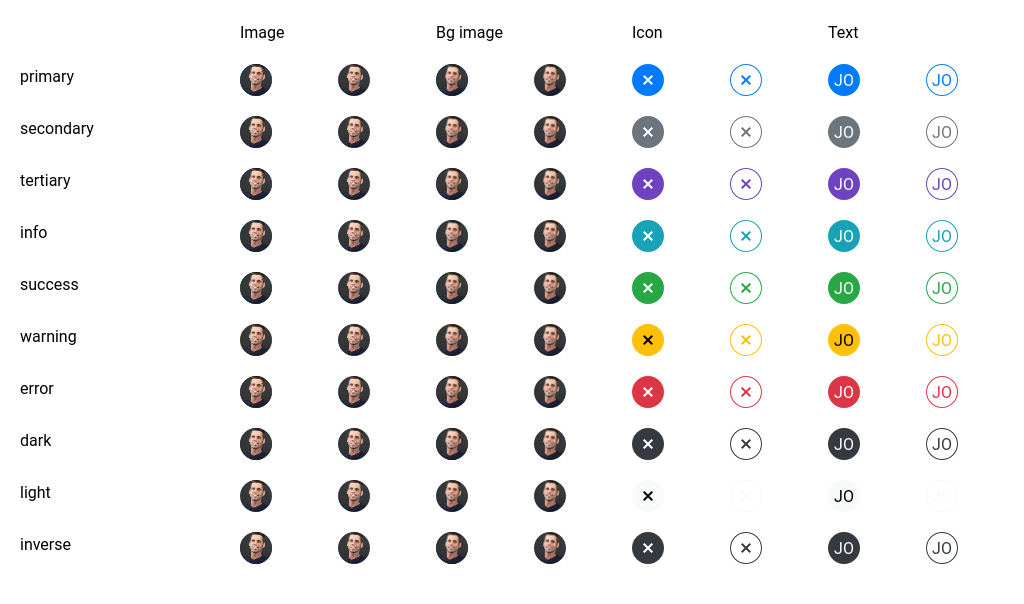 Image Bg image Icon Text
primary JO JO
secondary JO JO
tertiary JO JO
info JO JO
success JO JO
warning JO JO
error JO JO
dark JO JO
light JO JO
inverse JO JO